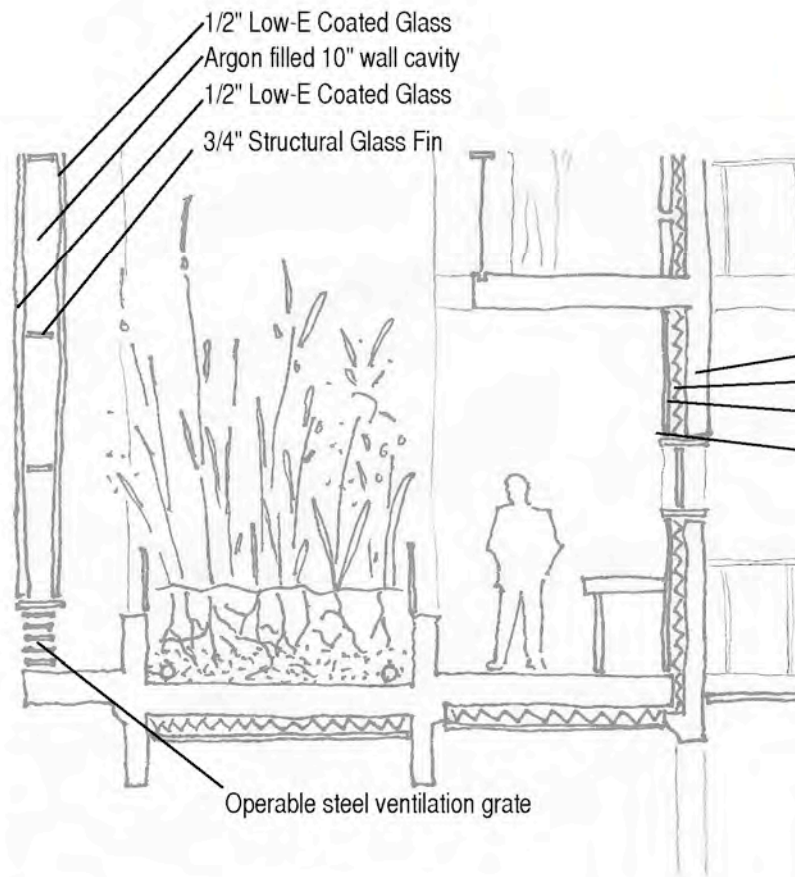 1/2" Low-E Coated Glass
Argon filled 10" wall cavity
1/2" Low-E Coated Glass
3/4" Structural Glass Fin
Operable steel ventilation grate